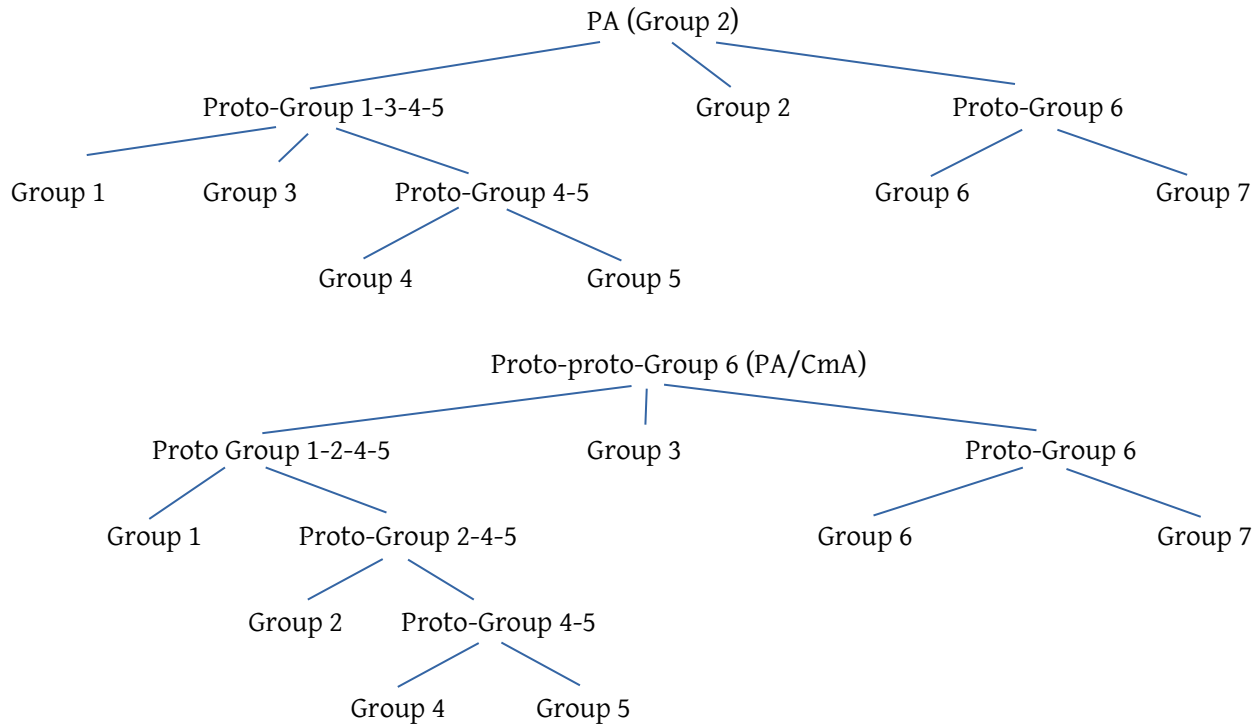 PA (Group 2)
Proto-Group 1-3-4-5 Group 2 Proto-Group 6
Group 1 Group 3 Proto-Group 4-5 Group 6 Group 7
Group 4 Group 5
Proto-proto-Group 6 (PA/CmA)
Proto Group 1-2-4-5 Group 3 Proto-Group 6
Group 1 Proto-Group 2-4-5 Group 6 Group 7
Group 2 Proto-Group 4-5
Group 4 Group 5